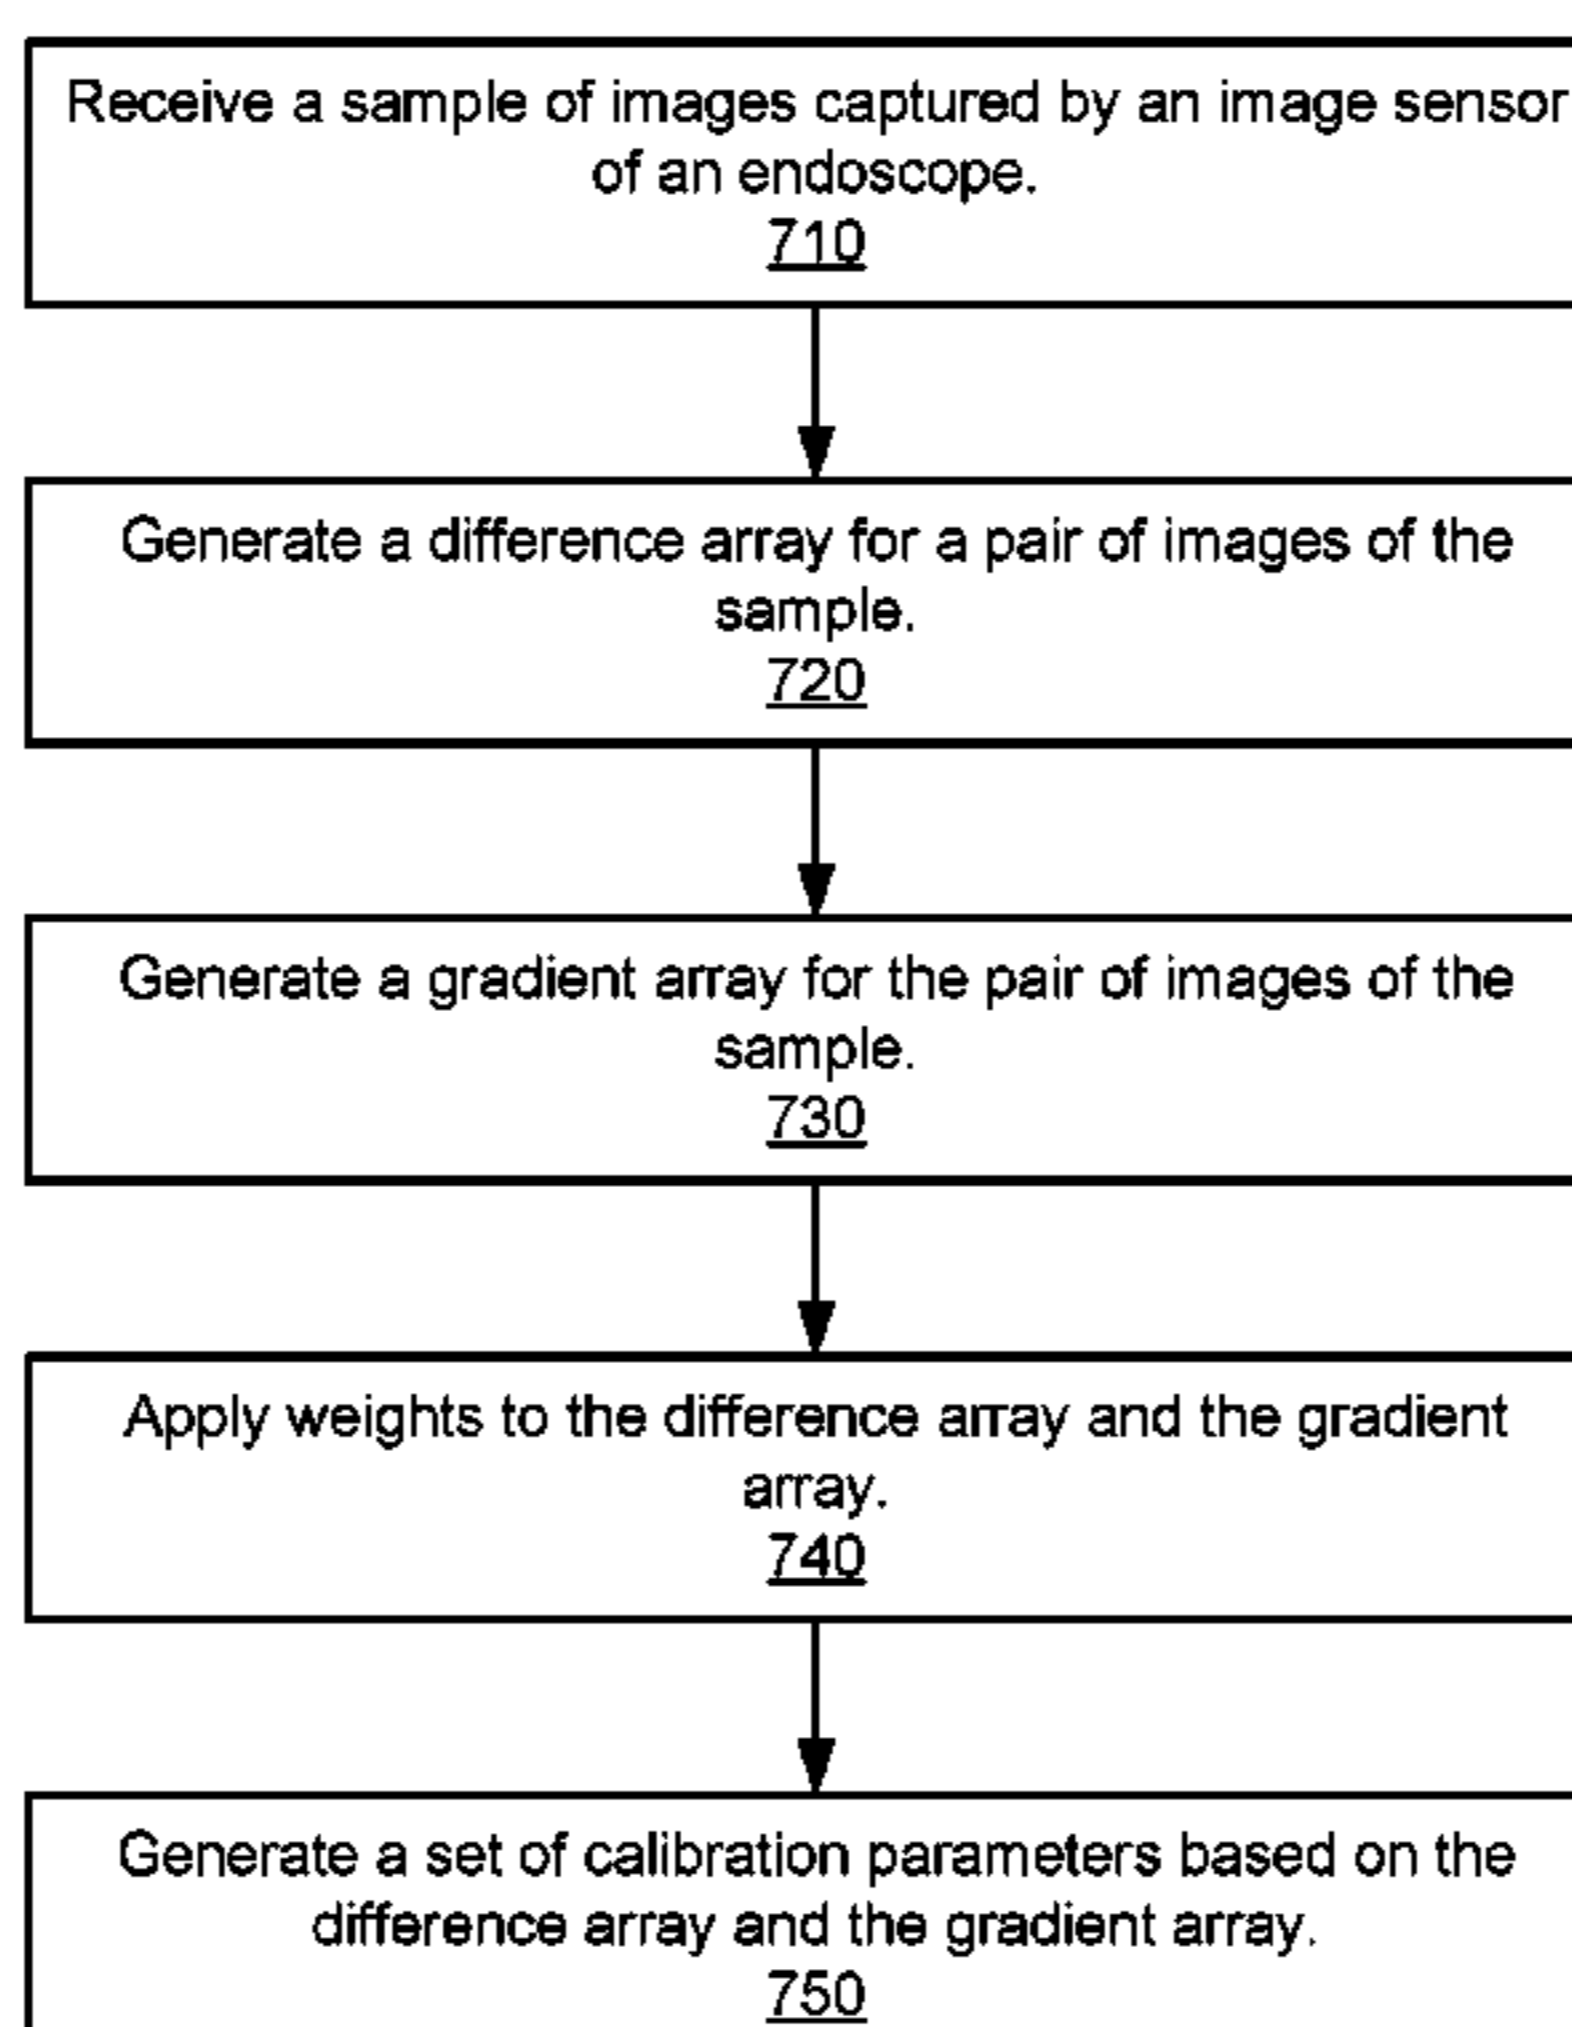 Receive a sample of images captured by an image sensor
of an endoscope.
710
Generate a difference array for a pair of images of the
sample.
720
Generate a gradient array for the pair of images of the
sample.
730
Apply weights to the difference array and the gradient
array.
740
Generate a set of calibration parameters based on the
difference array and the gradient array.
750